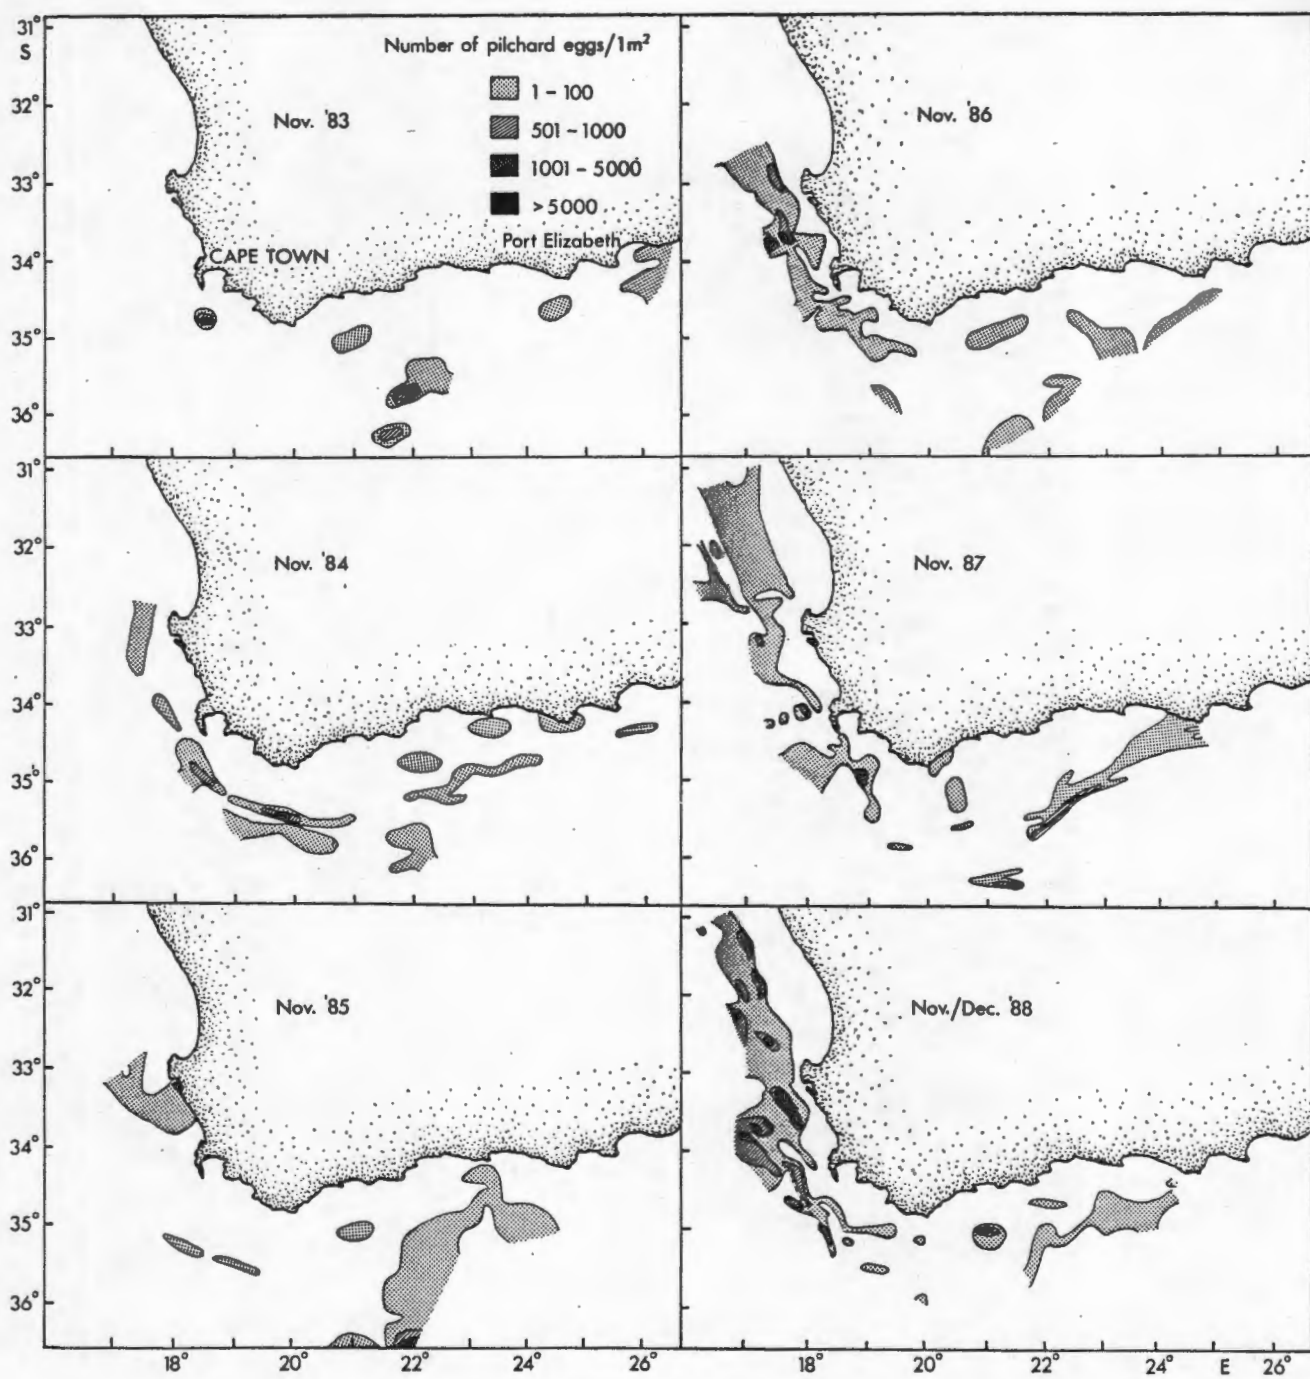 31°
S
32°
33°
34°
35°
36°
Number of pilchard eggs/1m²
1 - 100
501 - 1000
1001 - 5000
> 5000
Nov. '83
Port Elizabeth
CAPE TOWN
Nov. '86
31°
32°
33°
34°
35°
36°
Nov. '84
Nov. 87
31°
32°
33°
34°
35°
36°
Nov. '85
Nov./Dec. '88
18°
20°
22°
24°
26°
18°
20°
22°
24°
E
26°